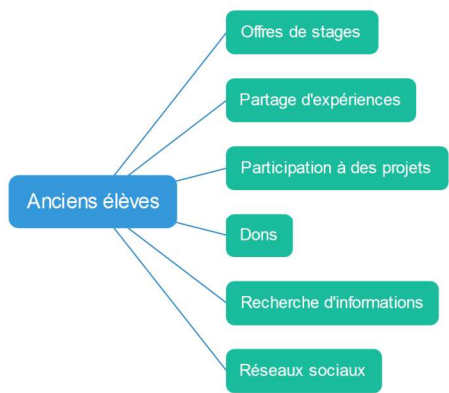 Offres de stages
Partage d'expériences
Participation à des projets
Anciens élèves
Dons
Recherche d'informations
Réseaux sociaux